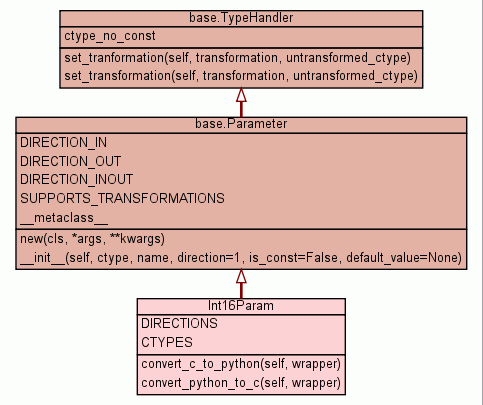 base.TypeHandler
ctype_no_const
set_tranformation(self, transformation, untransformed_ctype)
set_transformation(self, transformation, untransformed_ctype)
base.Parameter
DIRECTION_IN
DIRECTION_OUT
DIRECTION_INOUT
SUPPORTS_TRANSFORMATIONS
__metaclass__
new(cls, *args, **kwargs)
__init__(self, ctype, name, direction=1, is_const=False, default_value=None)
Int16Param
DIRECTIONS
CTYPES
convert_c_to_python(self, wrapper)
convert_python_to_c(self, wrapper)